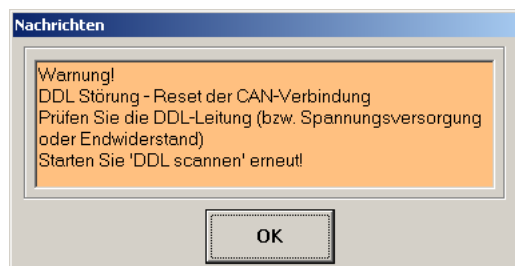 Nachrichten
Warnung!
DDL Störung - Reset der CAN-Verbindung
Prüfen Sie die DDL-Leitung (bzw. Spannungsversorgung
oder Endwiderstand)
Starten Sie 'DDL scannen' erneut!
OK